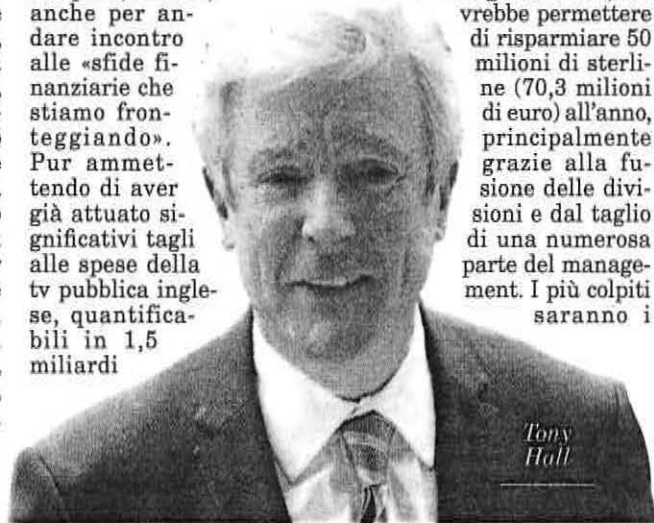 anche per an-
dare incontro
alle «sfide fi-
nanziarie che
stiamo fron-
teggiando».
Pur ammet-
tendo di aver
già attuato si-
gnificativi tagli
alle spese della
tv pubblica ingle-
se, quantifica-
bili in 1,5
miliardi
vrebbe permettere
di risparmiare 50
milioni di sterli-
ne (70,3 milioni
di euro) all'anno,
principalmente
grazie alla fu-
sione delle divi-
sioni e dal taglio
di una numerosa
parte del manage-
ment. I più colpiti
saranno i
Tony
Hall